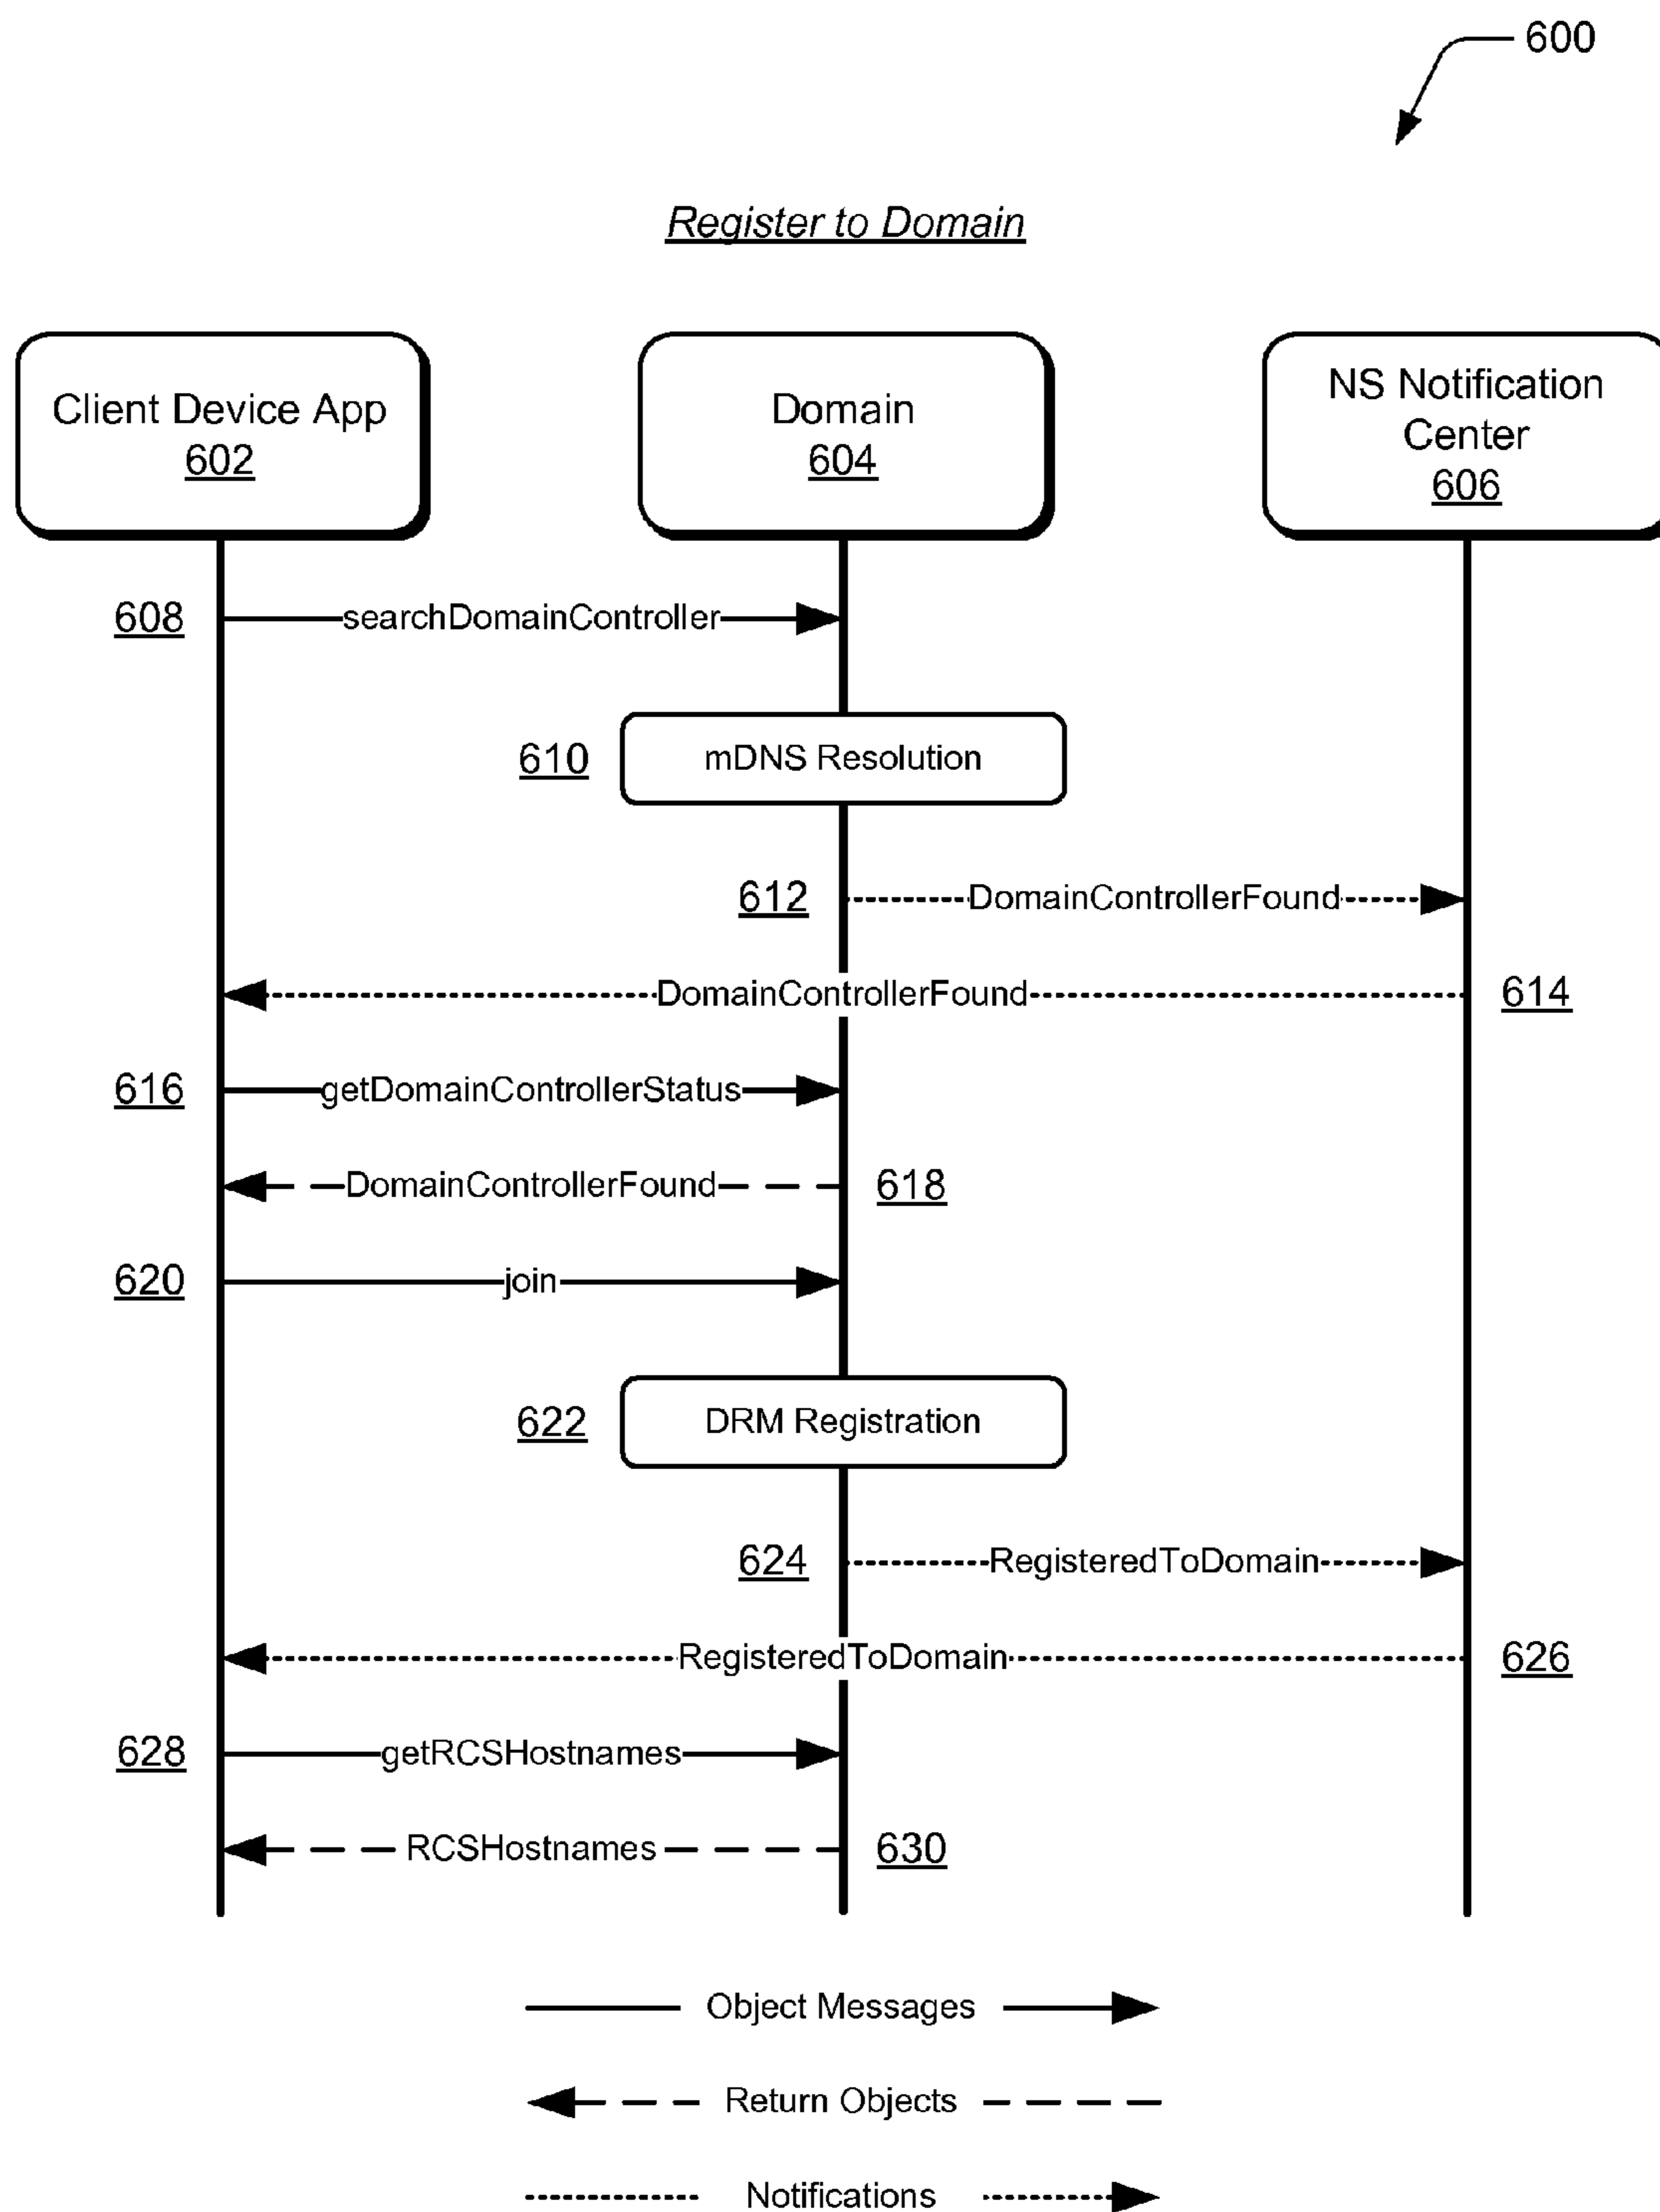 600
Register to Domain
Client Device App
602
Domain
604
NS Notification
Center
606
608
searchDomainController
610
mDNS Resolution
612
DomainControllerFound
DomainControllerFound
614
616
getDomainControllerStatus
DomainControllerFound
618
620
join
622
DRM Registration
624
RegisteredToDomain
RegisteredToDomain
626
628
getRCSHostnames
RCSHostnames
630
Object Messages
Return Objects
Notifications